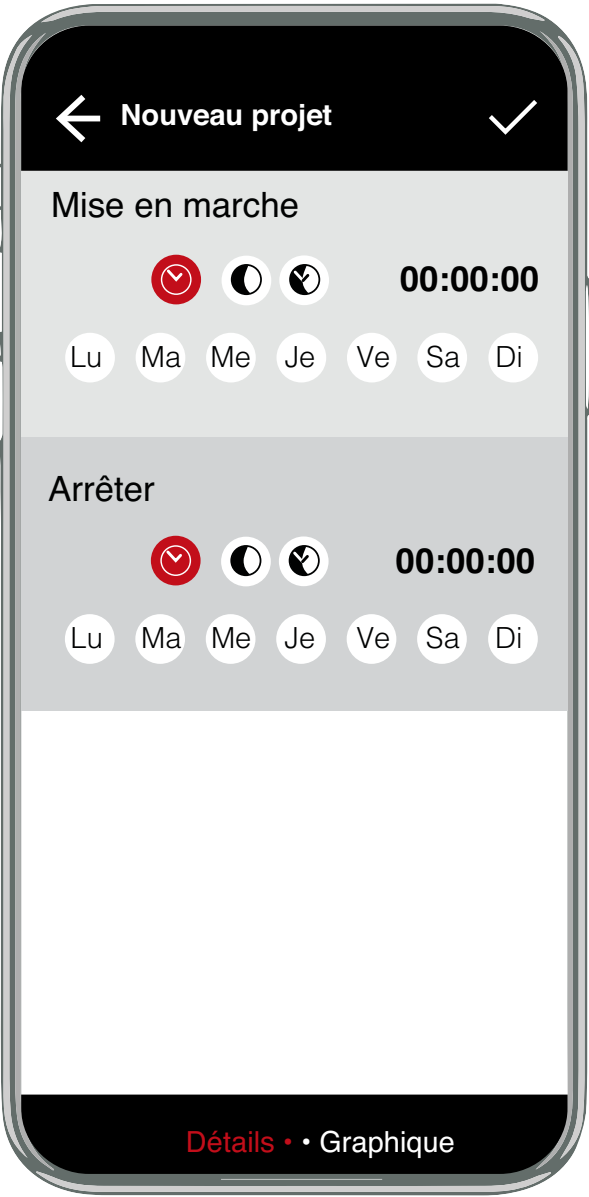 Nouveau projet
Mise en marche
00:00:00
Lu Ma Me Je Ve Sa Di
Arrêter
00:00:00
Lu Ma Me Je Ve Sa Di
Détails • • Graphique